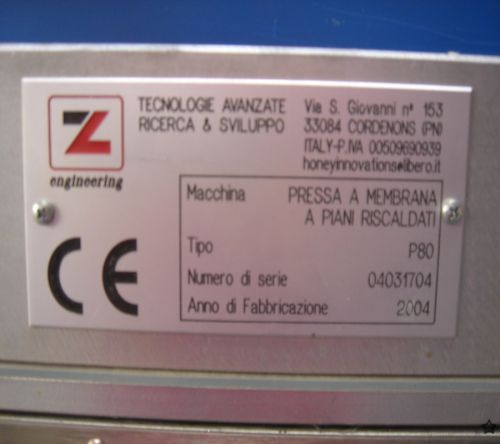 Z
engineering
TECNOLOGIE AVANZATE
RICERCA & SVILUPPO
Via S. Giovanni n° 153
33084 CORDENONS (PN)
ITALY-P.IVA 00509690939
honeyinnovations@libero.it
CE
Macchina PRESSA A MEMBRANA
A PIANI RISCALDATI
Tipo P80
Numero di serie 04031704
Anno di Fabbricazione 2004